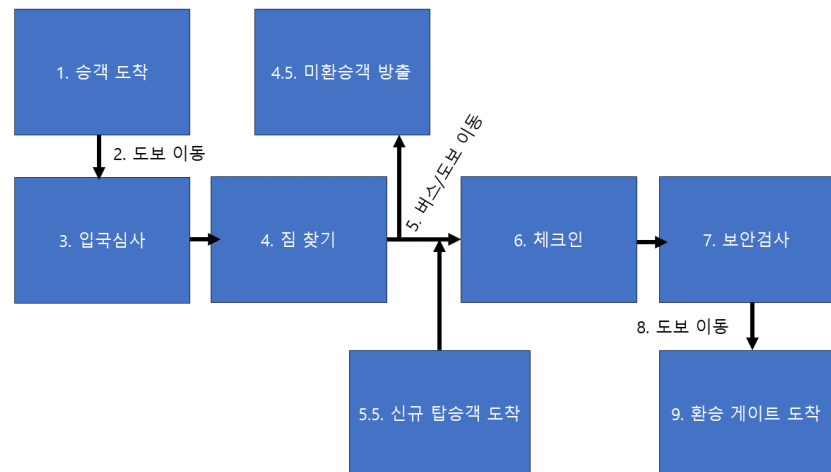 1. 승객 도착
4.5. 미환승객 방출
2. 도보 이동
5. 버스/도보 이동
3. 입국심사
4. 짐 찾기
6. 체크인
7. 보안검사
8. 도보 이동
5.5. 신규 탑승객 도착
9. 환승 게이트 도착